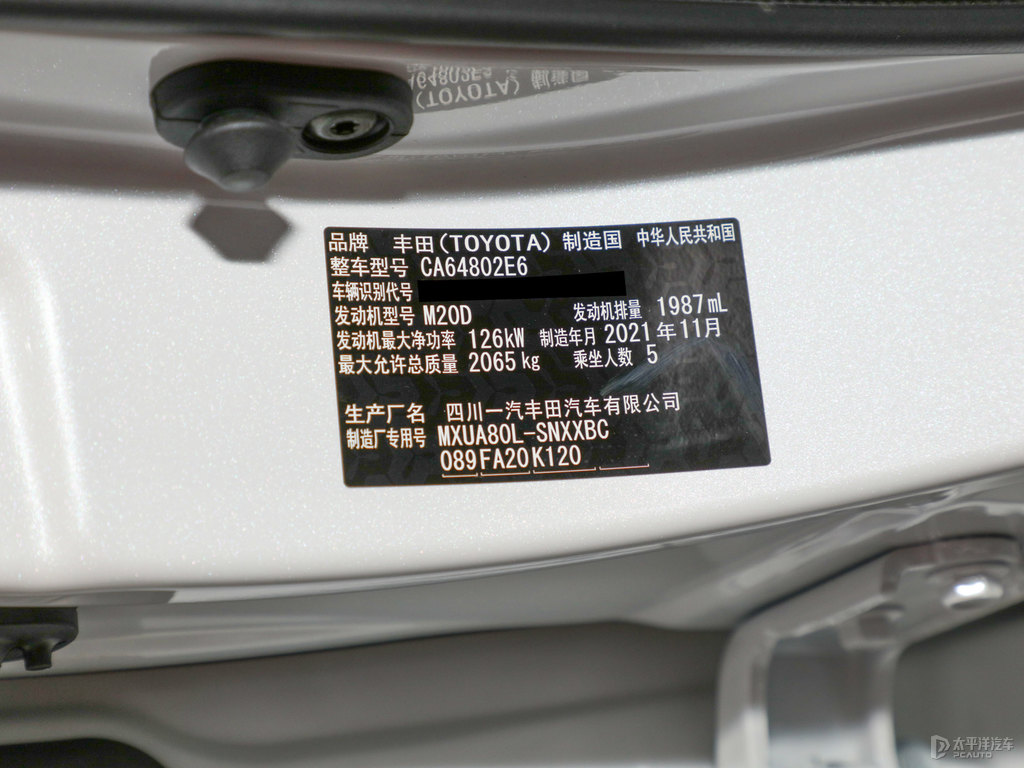 品牌 丰田(TOYOTA) 制造国 中华人民共和国
整车型号 CA64802E6
车辆识别代号
发动机型号 M20D 发动机排量 1987mL
发动机最大净功率 126kW 制造年月 2021年11月
最大允许总质量 2065kg 乘坐人数 5
生产厂名 四川一汽丰田汽车有限公司
制造厂专用号 MXUA80L-SNXXBC
089FA20K120
太平洋汽车
PCAUTO